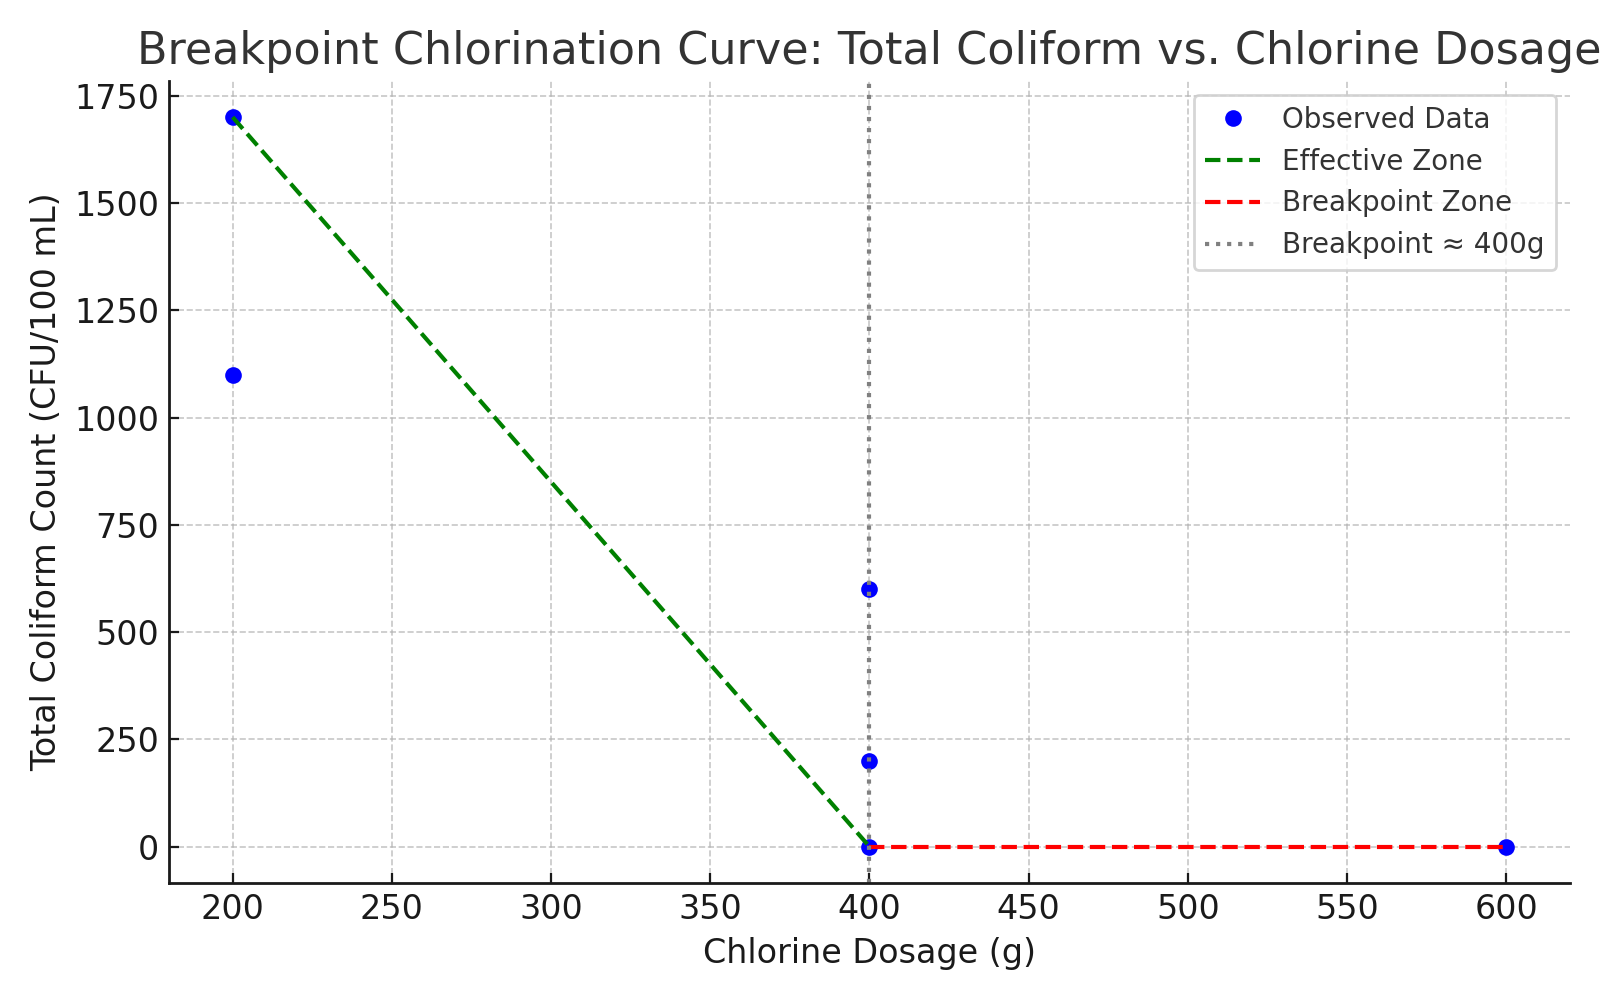 Breakpoint Chlorination Curve: Total Coliform vs. Chlorine Dosage
Total Coliform Count (CFU/100 mL)
1750
1500
1250
1000
750
500
250
0
Observed Data
Effective Zone
Breakpoint Zone
Breakpoint ≈ 400g
200
250
300
350
400
450
500
550
600
Chlorine Dosage (g)